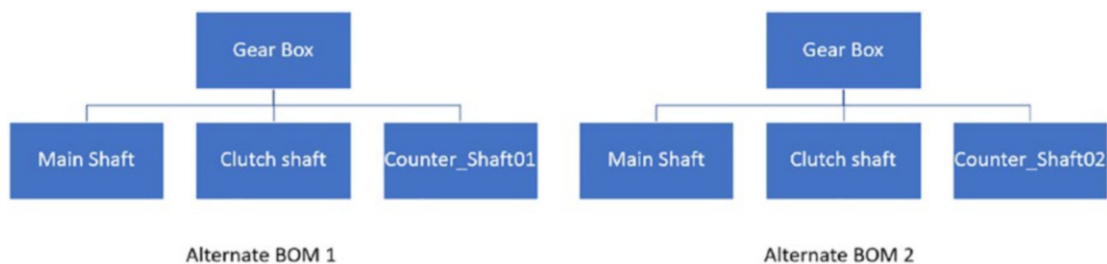 Gear Box
Main Shaft
Clutch shaft
Counter_Shaft01
Alternate BOM 1
Gear Box
Main Shaft
Clutch shaft
Counter_Shaft02
Alternate BOM 2